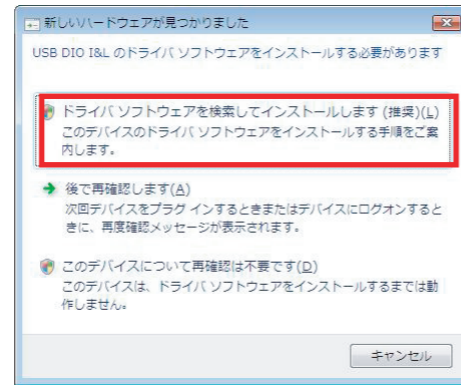 新しいハードウェアが見つかりました
USB DIO I&L のドライバ ソフトウェアをインストールする必要があります
ドライバ ソフトウェアを検索してインストールします (推奨)(L)
このデバイスのドライバ ソフトウェアをインストールする手順をご案
内します。
後で再確認します(A)
次回デバイスをプラグ インするときまたはデバイスにログオンすると
きに、再度確認メッセージが表示されます。
このデバイスについて再確認は不要です(D)
このデバイスは、ドライバ ソフトウェアをインストールするまでは動
作しません。
キャンセル